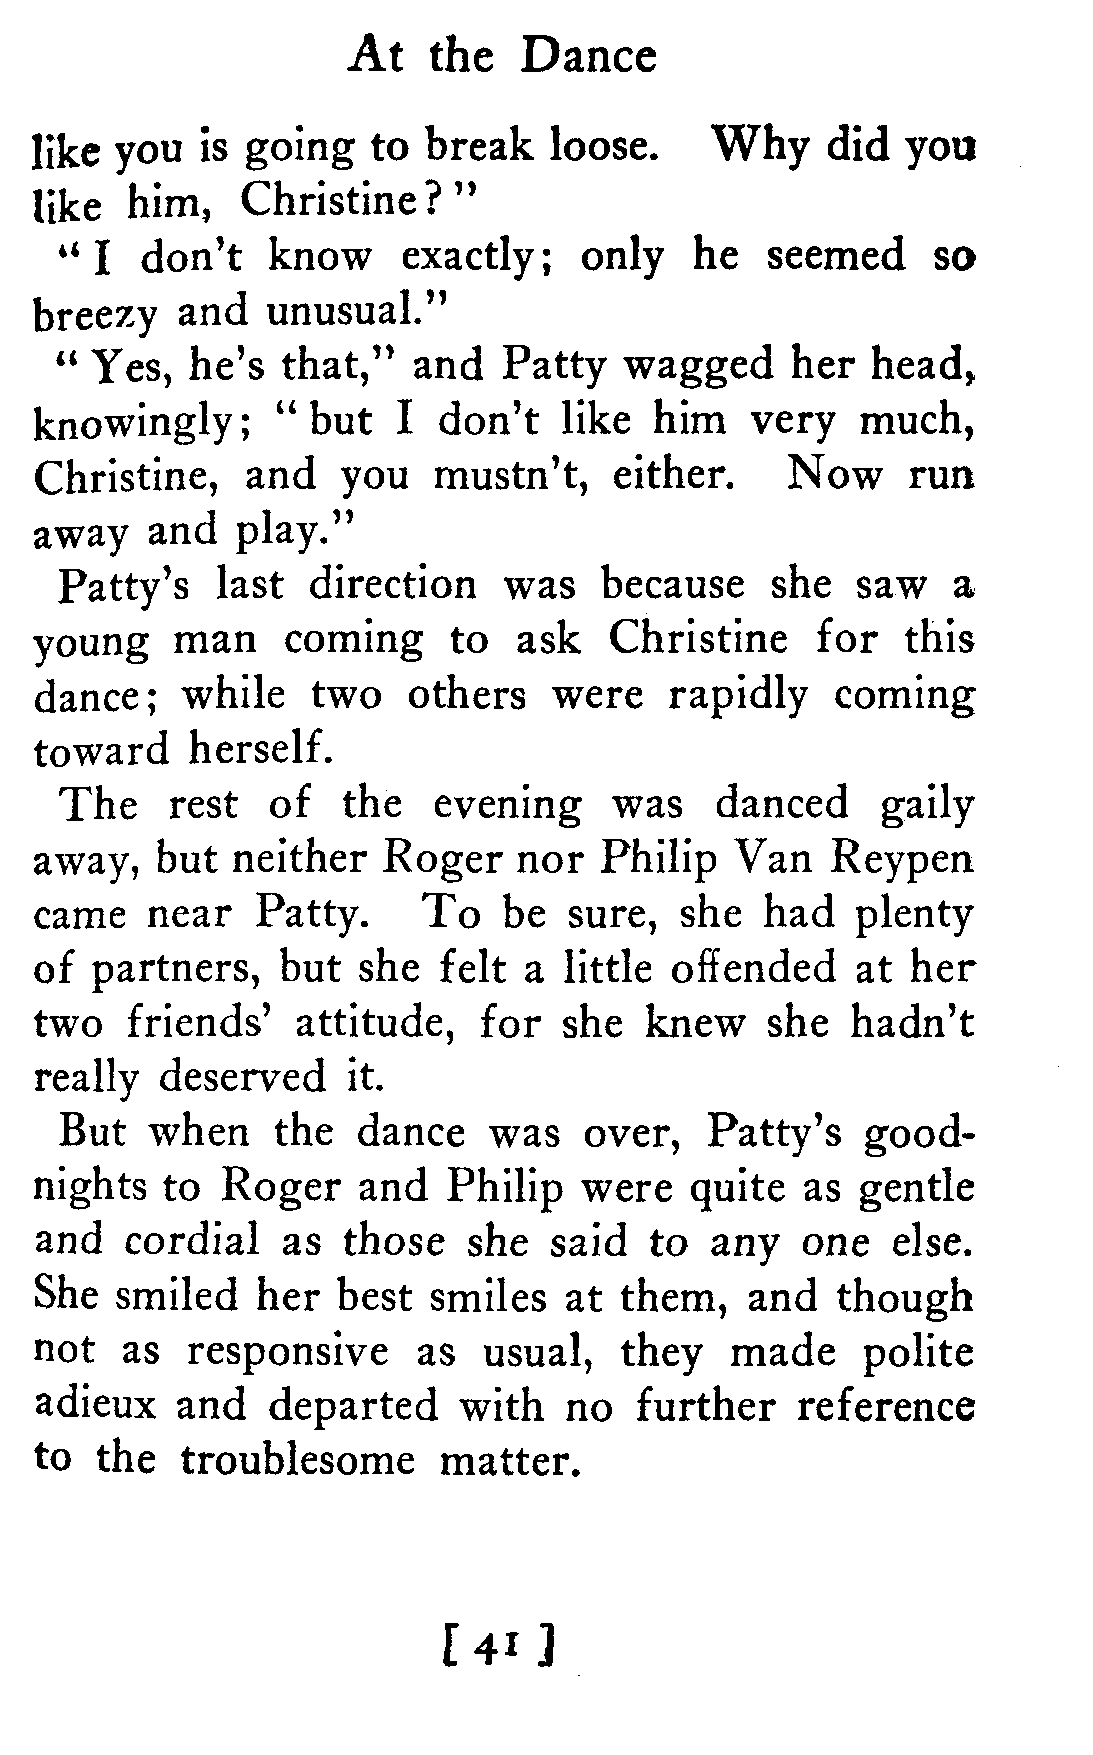 At the Dance
like you is going to break loose. Why did you
like him, Christine?"
"I don't know exactly; only he seemed so
breezy and unusual."
"Yes, he's that," and Patty wagged her head,
knowingly; "but I don't like him very much,
Christine, and you mustn't, either. Now run
away and play."
Patty's last direction was because she saw a
young man coming to ask Christine for this
dance; while two others were rapidly coming
toward herself.
The rest of the evening was danced gaily
away, but neither Roger nor Philip Van Reypen
came near Patty. To be sure, she had plenty
of partners, but she felt a little offended at her
two friends' attitude, for she knew she hadn't
really deserved it.
But when the dance was over, Patty's good-
nights to Roger and Philip were quite as gentle
and cordial as those she said to any one else.
She smiled her best smiles at them, and though
not as responsive as usual, they made polite
adieux and departed with no further reference
to the troublesome matter.
[ 41 ]